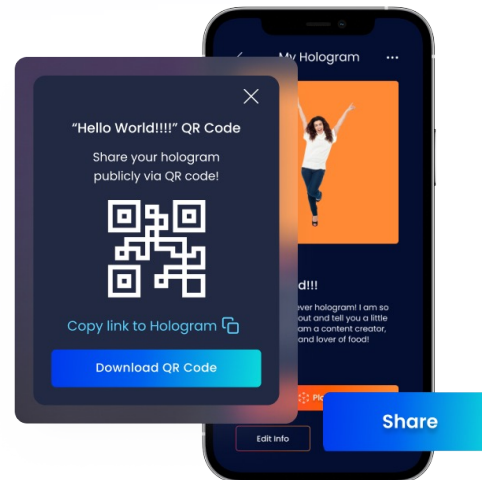 My Hologram
“Hello World!!!!” QR Code
Share your hologram
publicly via QR code!
Copy link to Hologram
Download QR Code
d!!!
ever hologram! I am so
out and tell you a little
am a content creator,
and lover of food!
Share
Edit Info